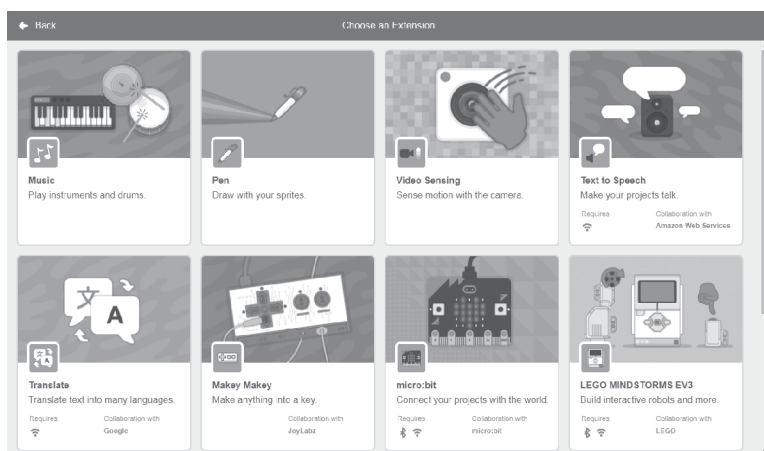 Back
Choose an Extension
Music
Play instruments and drums.
Pen
Draw with your sprites.
Video Sensing
Sense motion with the camera.
Text to Speech
Make your projects talk.
Requires
Collaboration with
Amazon Web Services
文
A
Translate
Translate text into many languages.
Requires
Collaboration with
Google
Makey Makey
Make anything into a key.
Collaboration with
JoyLabz
micro:bit
Connect your projects with the world.
Requires
Collaboration with
micro:bit
LEGO MINDSTORMS EV3
Build interactive robots and more.
Requires
Collaboration with
LEGO